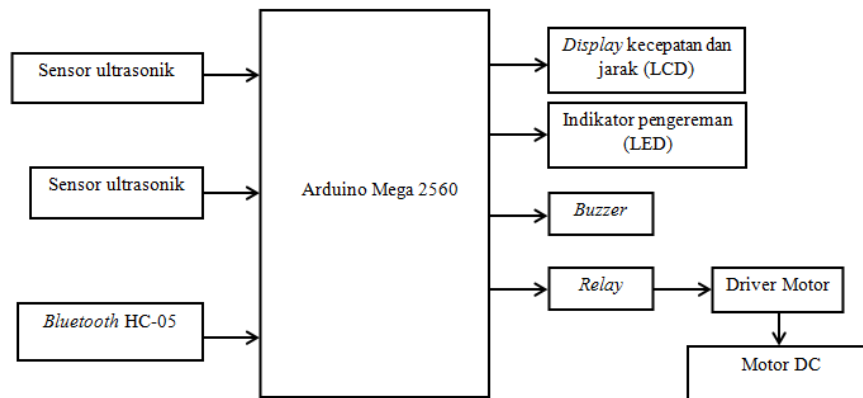 Sensor ultrasonik
Sensor ultrasonik
Bluetooth HC-05
Arduino Mega 2560
Display kecepatan dan
jarak (LCD)
Indikator pengereman
(LED)
Buzzer
Relay
Driver Motor
Motor DC